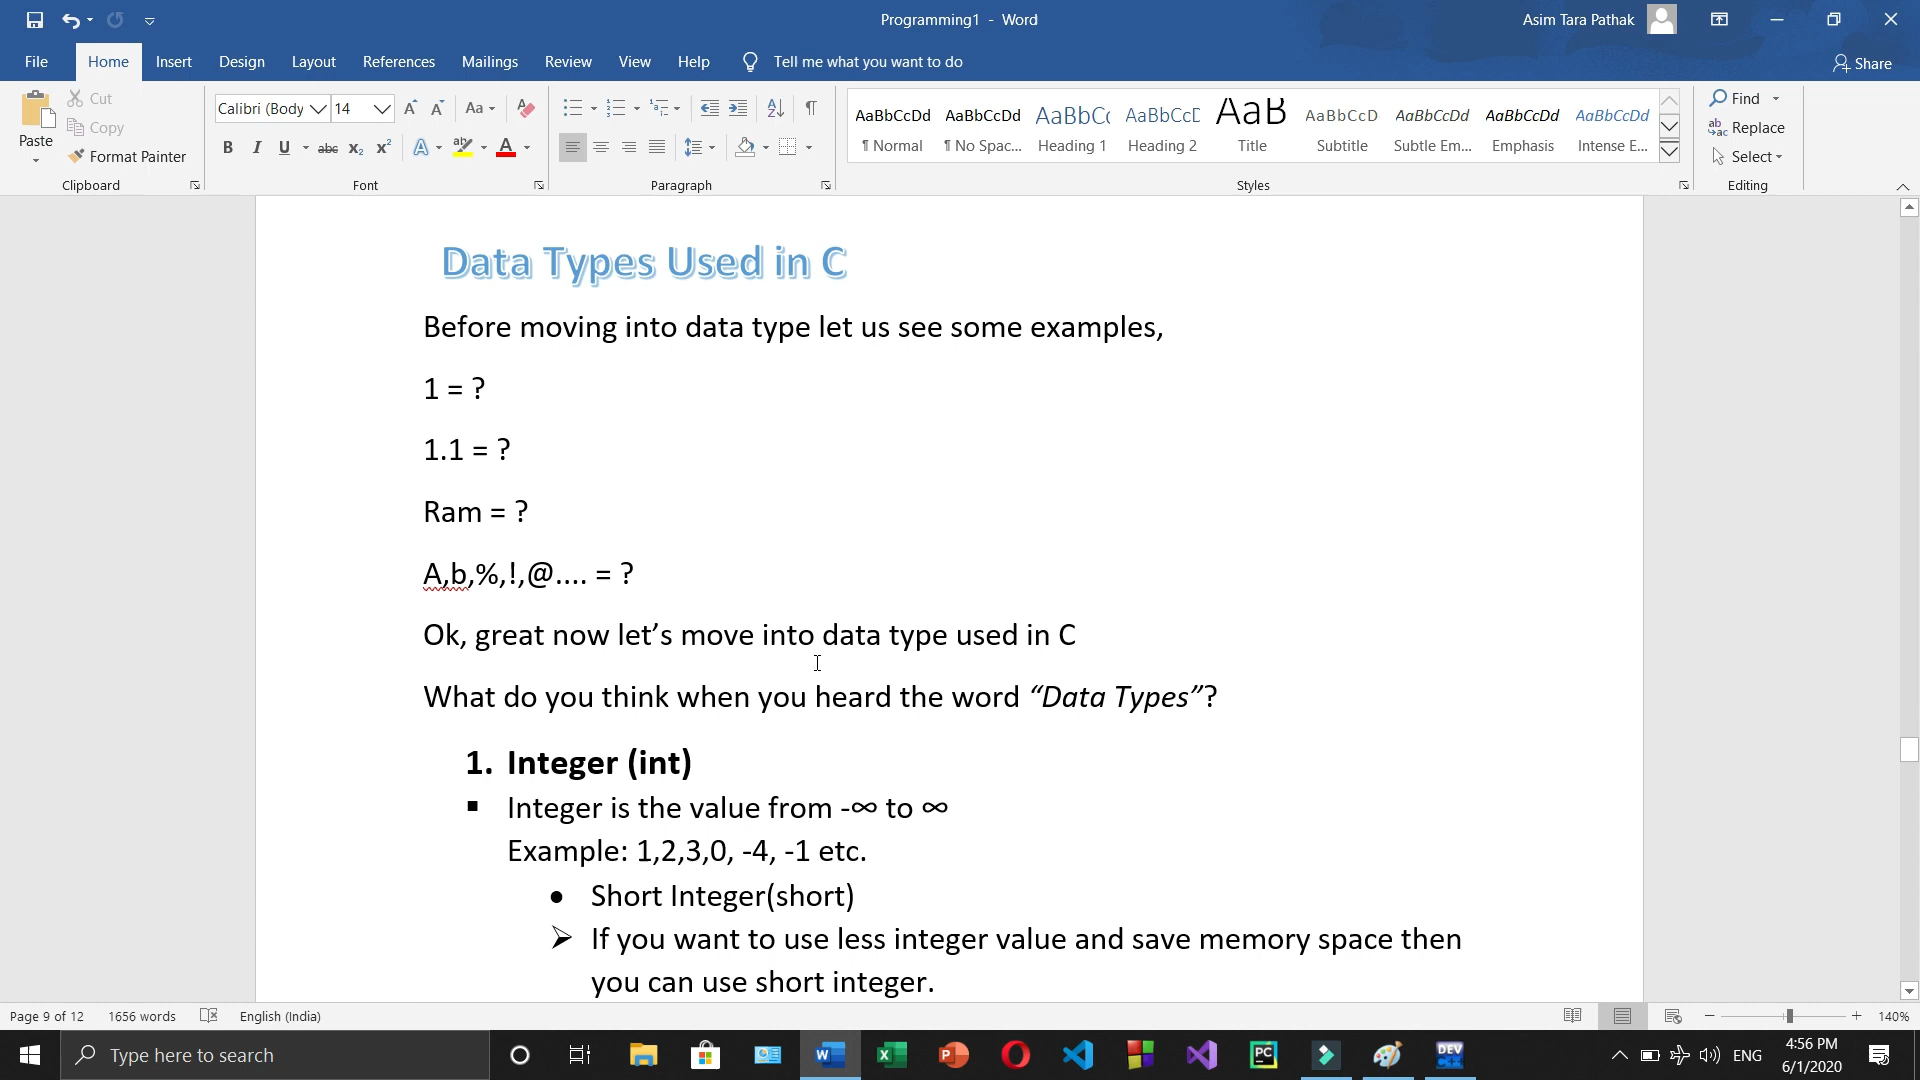 Programming1 - Word
Asim Tara Pathak
File Home Insert Design Layout References Mailings Review View Help Tell me what you want to do
Share
Paste
Cut
Copy
Format Painter
Clipboard
Calibri (Body 14
Font
Paragraph
AaBbCcDd AaBbCcDd AaBbCc AaBbCcD AaB AaBbCcD AaBbCcDd AaBbCcDd AaBbCcDd
¶ Normal ¶ No Spac... Heading 1 Heading 2 Title Subtitle Subtle Em... Emphasis Intense E...
Styles
Find
Replace
Select
Editing
Data Types Used in C
Before moving into data type let us see some examples,
1 = ?
1.1 = ?
Ram = ?
A,b,%,!,@.... = ?
Ok, great now let’s move into data type used in C
What do you think when you heard the word “Data Types”?
1. Integer (int)
▪ Integer is the value from -∞ to ∞
Example: 1,2,3,0, -4, -1 etc.
• Short Integer(short)
➢ If you want to use less integer value and save memory space then
you can use short integer.
Page 9 of 12 1656 words English (India)
140%
Type here to search
ENG
4:56 PM
6/1/2020